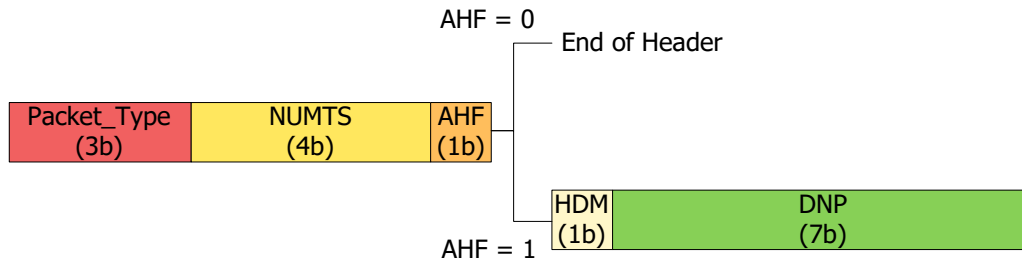 AHF = 0
End of Header
Packet_Type
(3b)
NUMTS
(4b)
AHF
(1b)
HDM
(1b)
DNP
(7b)
AHF = 1